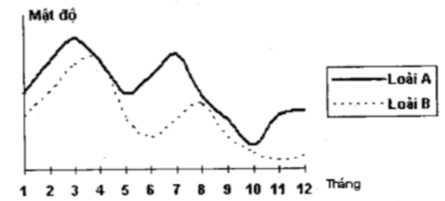 Mật độ
Loài A
Loài B
1 2 3 4 5 6 7 8 9 10 11 12 Tháng